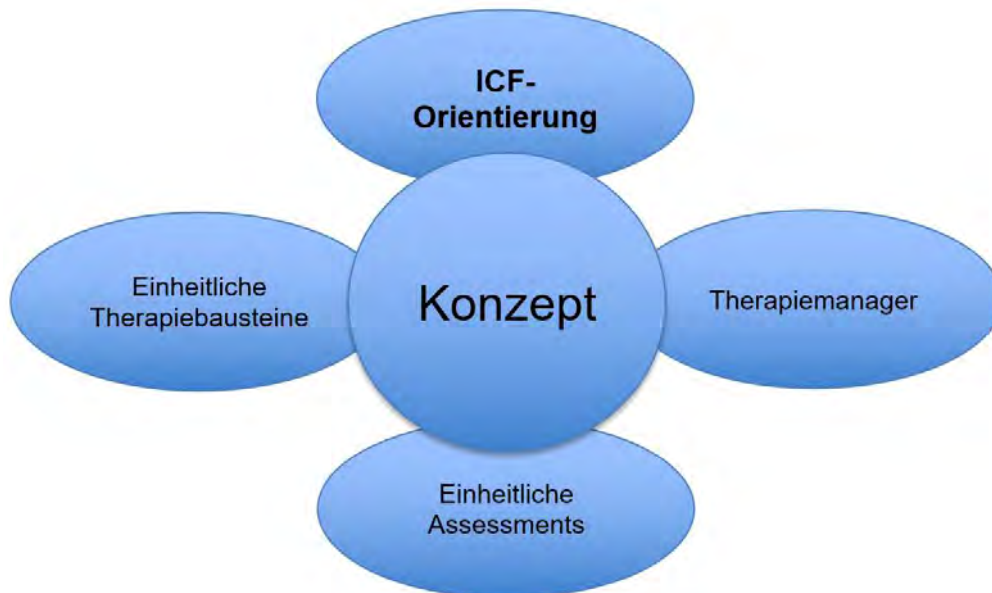 ICF-
Orientierung
Einheitliche
Therapiebausteine
Konzept
Therapiemanager
Einheitliche
Assessments